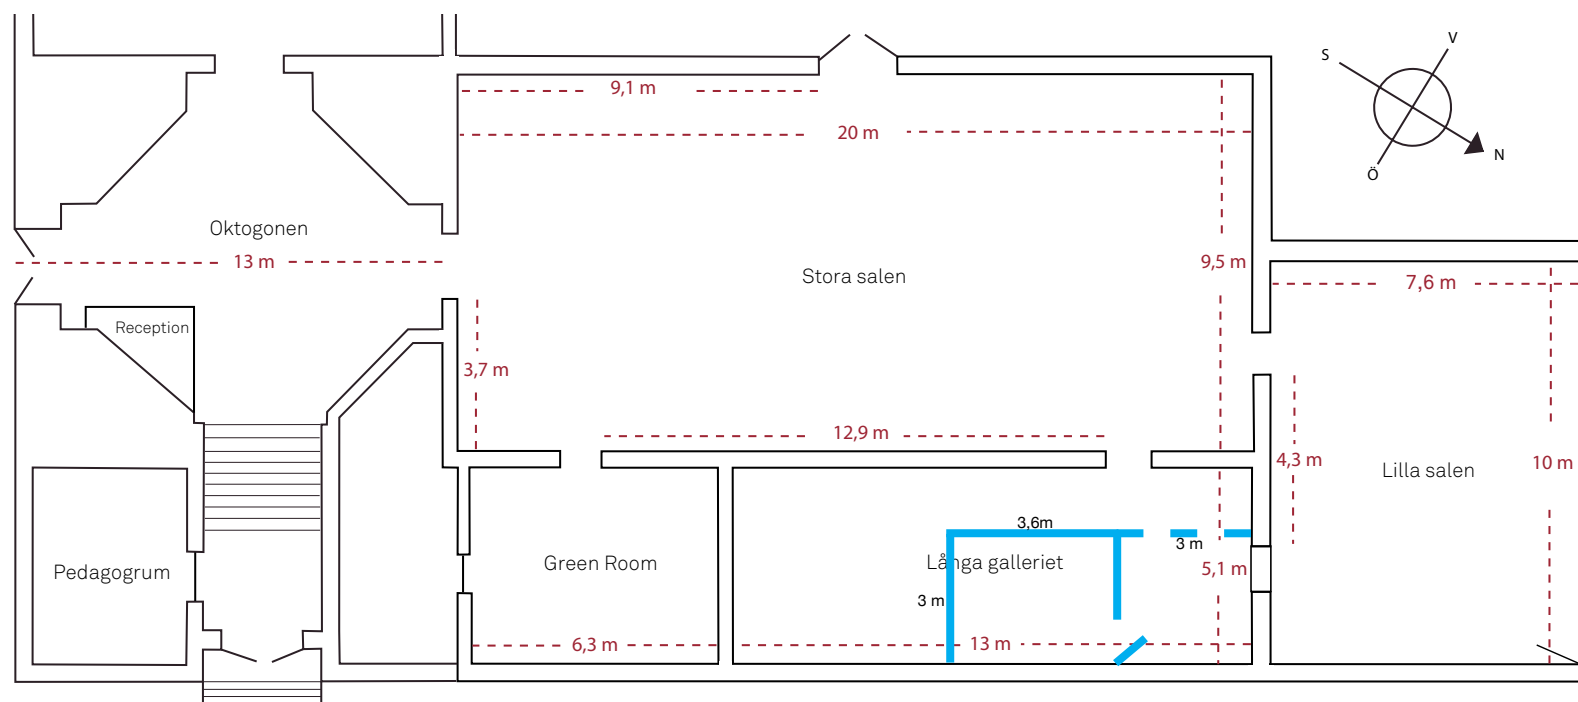 V
S
N
Ö
9,1 m
20 m
Oktogonen
13 m
Stora salen
9,5 m
7,6 m
Reception
3,7 m
12,9 m
4,3 m
Lilla salen
10 m
3,6m
3 m
Pedagogrum
Green Room
Långa galleriet
5,1 m
3 m
6,3 m
13 m